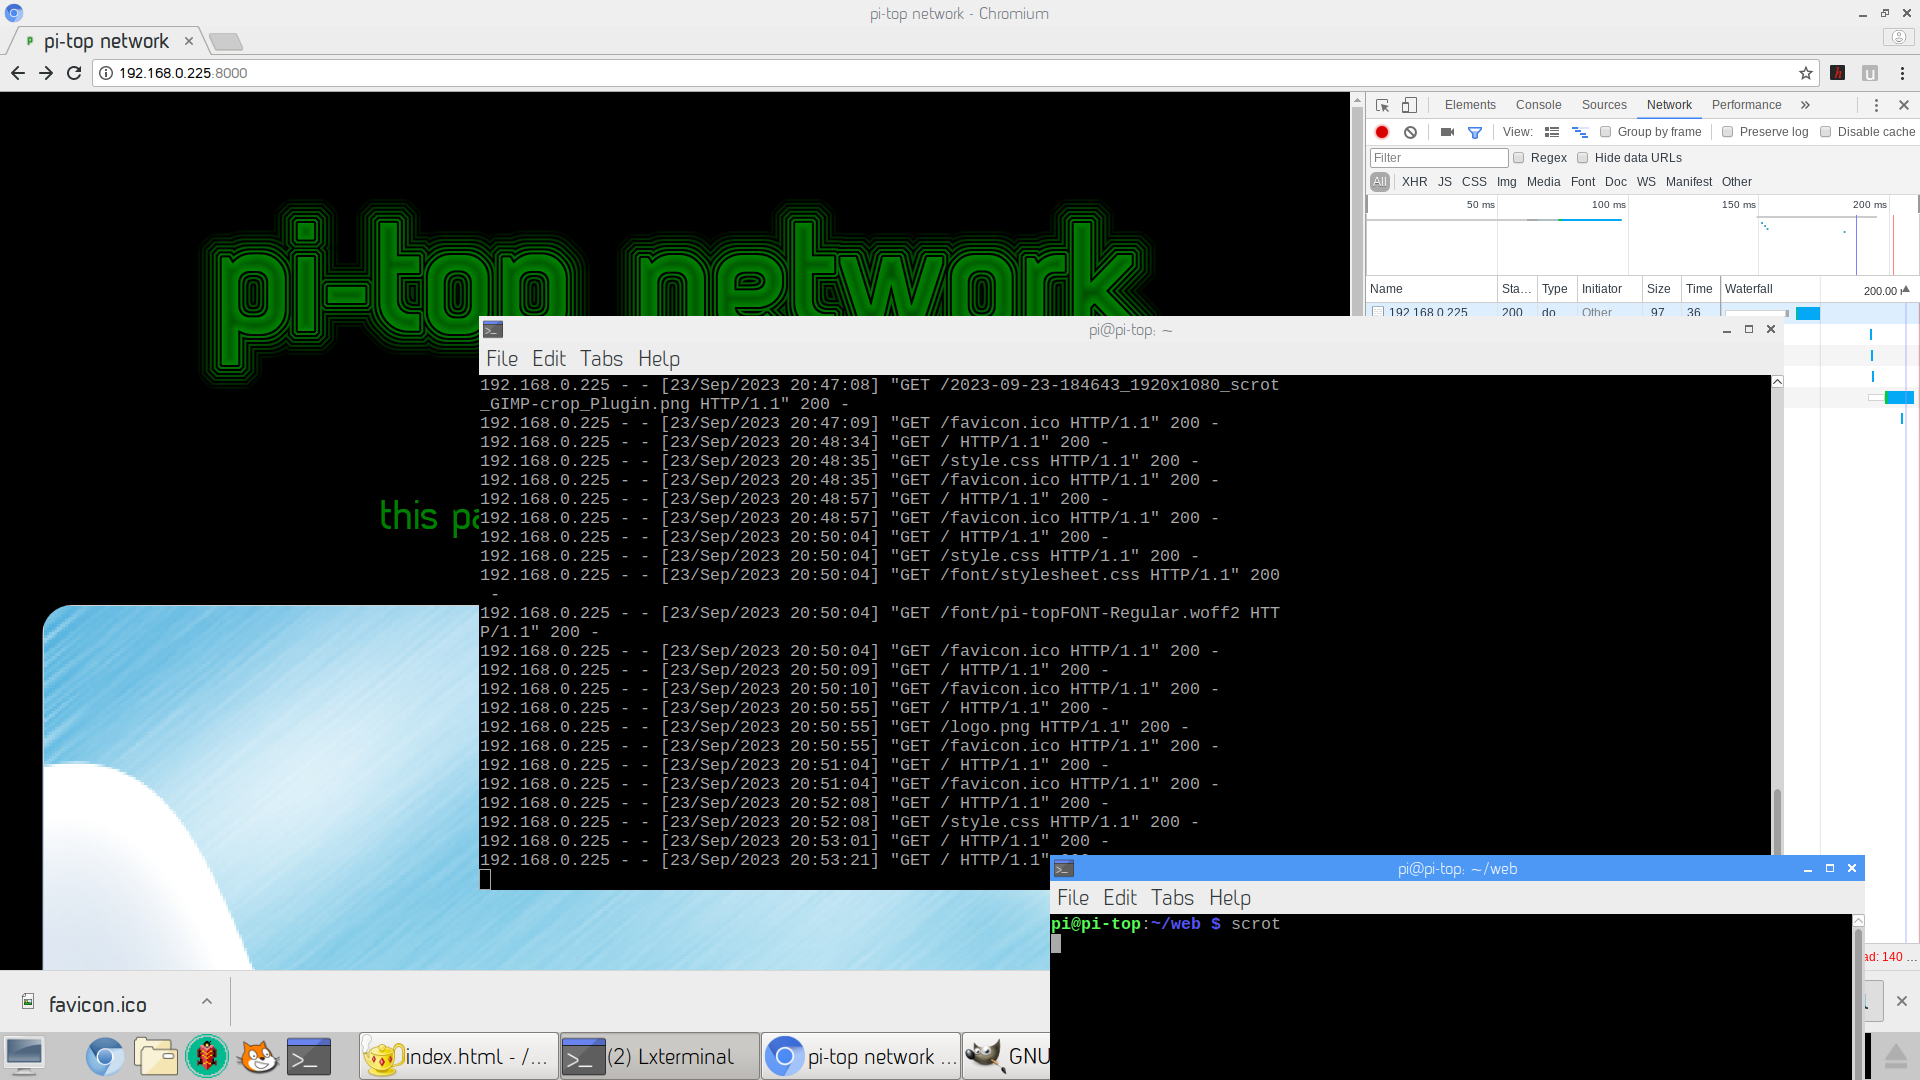 pi-top network - Chromium
pi-top network
192.168.0.225:8000
h
u
pi-top network
this pa
Elements Console Sources Network Performance
View: Group by frame Preserve log Disable cache
Filter Regex Hide data URLs
All XHR JS CSS Img Media Font Doc WS Manifest Other
50 ms 100 ms 150 ms 200 ms
Name Sta... Type Initiator Size Time Waterfall 200.00
192.168.0.225 200 do Other 97 36
pi@pi-top: ~
File Edit Tabs Help
192.168.0.225 - - [23/Sep/2023 20:47:08] "GET /2023-09-23-184643_1920x1080_scrot
_GIMP-crop_Plugin.png HTTP/1.1" 200 -
192.168.0.225 - - [23/Sep/2023 20:47:09] "GET /favicon.ico HTTP/1.1" 200 -
192.168.0.225 - - [23/Sep/2023 20:48:34] "GET / HTTP/1.1" 200 -
192.168.0.225 - - [23/Sep/2023 20:48:35] "GET /style.css HTTP/1.1" 200 -
192.168.0.225 - - [23/Sep/2023 20:48:35] "GET /favicon.ico HTTP/1.1" 200 -
192.168.0.225 - - [23/Sep/2023 20:48:57] "GET / HTTP/1.1" 200 -
192.168.0.225 - - [23/Sep/2023 20:48:57] "GET /favicon.ico HTTP/1.1" 200 -
192.168.0.225 - - [23/Sep/2023 20:50:04] "GET / HTTP/1.1" 200 -
192.168.0.225 - - [23/Sep/2023 20:50:04] "GET /style.css HTTP/1.1" 200 -
192.168.0.225 - - [23/Sep/2023 20:50:04] "GET /font/stylesheet.css HTTP/1.1" 200
 -
192.168.0.225 - - [23/Sep/2023 20:50:04] "GET /font/pi-topFONT-Regular.woff2 HTT
P/1.1" 200 -
192.168.0.225 - - [23/Sep/2023 20:50:04] "GET /favicon.ico HTTP/1.1" 200 -
192.168.0.225 - - [23/Sep/2023 20:50:09] "GET / HTTP/1.1" 200 -
192.168.0.225 - - [23/Sep/2023 20:50:10] "GET /favicon.ico HTTP/1.1" 200 -
192.168.0.225 - - [23/Sep/2023 20:50:55] "GET / HTTP/1.1" 200 -
192.168.0.225 - - [23/Sep/2023 20:50:55] "GET /logo.png HTTP/1.1" 200 -
192.168.0.225 - - [23/Sep/2023 20:50:55] "GET /favicon.ico HTTP/1.1" 200 -
192.168.0.225 - - [23/Sep/2023 20:51:04] "GET / HTTP/1.1" 200 -
192.168.0.225 - - [23/Sep/2023 20:51:04] "GET /favicon.ico HTTP/1.1" 200 -
192.168.0.225 - - [23/Sep/2023 20:52:08] "GET / HTTP/1.1" 200 -
192.168.0.225 - - [23/Sep/2023 20:52:08] "GET /style.css HTTP/1.1" 200 -
192.168.0.225 - - [23/Sep/2023 20:53:01] "GET / HTTP/1.1" 200 -
192.168.0.225 - - [23/Sep/2023 20:53:21] "GET / HTTP/1.1"
pi@pi-top: ~/web
File Edit Tabs Help
pi@pi-top:~/web $ scrot
ad: 140 ...
favicon.ico
index.html - /...
(2) Lxterminal
pi-top network ...
GNU